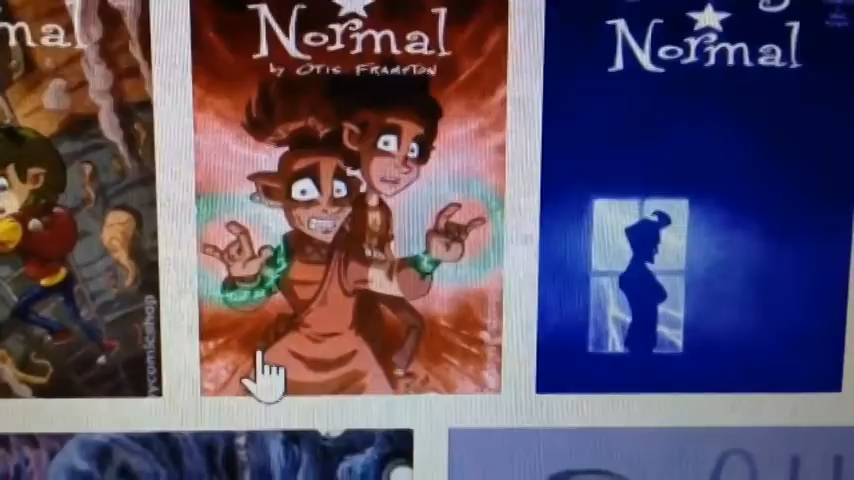 mal
Normal
by OTIS FRAMPTON
Normal
ycomicshop